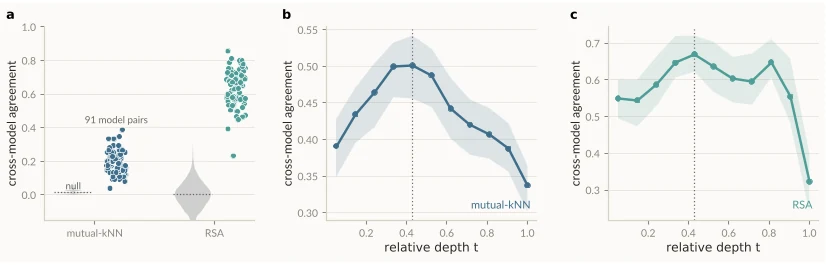 a
cross-model agreement
1.0
0.8
0.6
0.4
0.2
0.0
91 model pairs
null
mutual-kNN
RSA
b
cross-model agreement
0.55
0.50
0.45
0.40
0.35
0.30
mutual-kNN
0.2 0.4 0.6 0.8 1.0
relative depth t
c
cross-model agreement
0.7
0.6
0.5
0.4
0.3
RSA
0.2 0.4 0.6 0.8 1.0
relative depth t